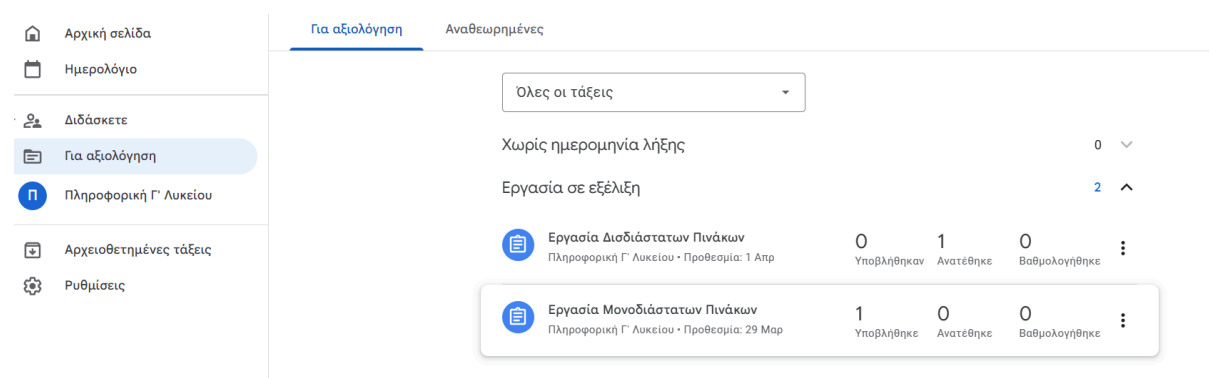 Αρχική σελίδα
Ημερολόγιο
Διδάσκετε
Για αξιολόγηση
Π Πληροφορική Γ' Λυκείου
Αρχειοθετημένες τάξεις
Ρυθμίσεις
Για αξιολόγηση Αναθεωρημένες
Όλες οι τάξεις
Χωρίς ημερομηνία λήξης 0
Εργασία σε εξέλιξη 2
Εργασία Δισδιάστατων Πινάκων
Πληροφορική Γ' Λυκείου • Προθεσμία: 1 Απρ
0 1 0
Υποβλήθηκαν Ανατέθηκε Βαθμολογήθηκε
Εργασία Μονοδιάστατων Πινάκων
Πληροφορική Γ' Λυκείου • Προθεσμία: 29 Μαρ
1 0 0
Υποβλήθηκε Ανατέθηκε Βαθμολογήθηκε